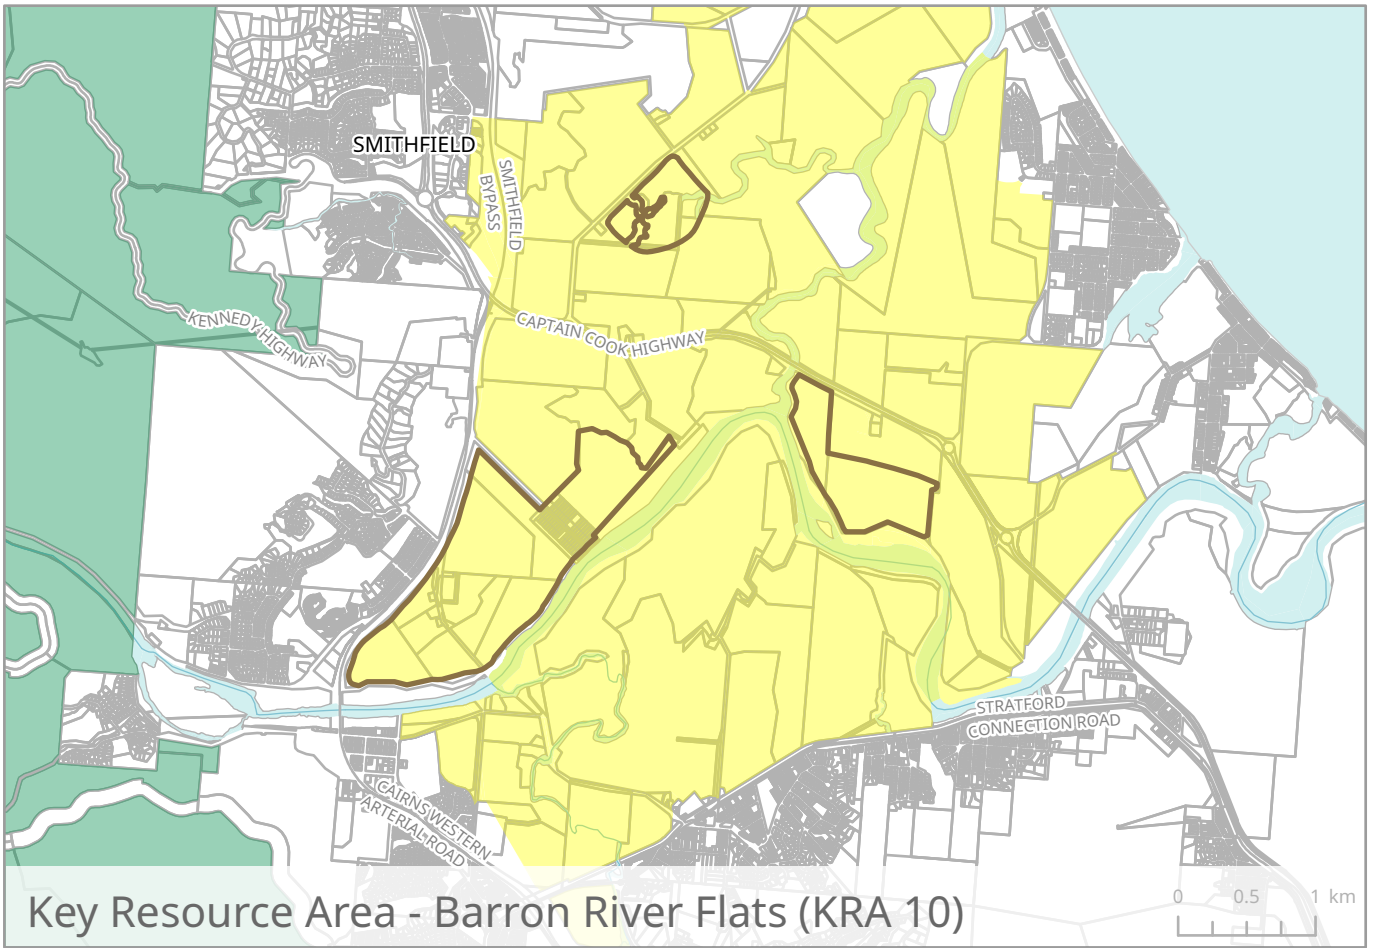 SMITHFIELD
SMITHFIELD
BYPASS
KENNEDY HIGHWAY
CAPTAIN COOK HIGHWAY
STRATFORD
CONNECTION ROAD
CAIRNS WESTERN
ARTERIAL ROAD
Key Resource Area - Barron River Flats (KRA 10)
0 0.5 1 km